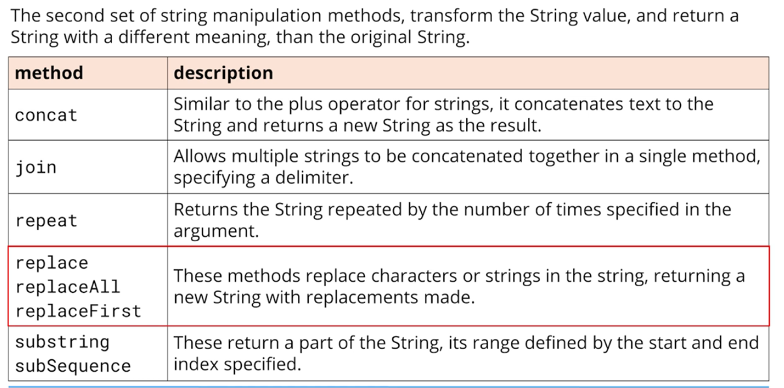 The second set of string manipulation methods, transform the String value, and return a
String with a different meaning, than the original String.
method description
concat Similar to the plus operator for strings, it concatenates text to the
String and returns a new String as the result.
join Allows multiple strings to be concatenated together in a single method,
specifying a delimiter.
repeat Returns the String repeated by the number of times specified in the
argument.
replace
replaceAll
replaceFirst
These methods replace characters or strings in the string, returning a
new String with replacements made.
substring
subSequence
These return a part of the String, its range defined by the start and end
index specified.